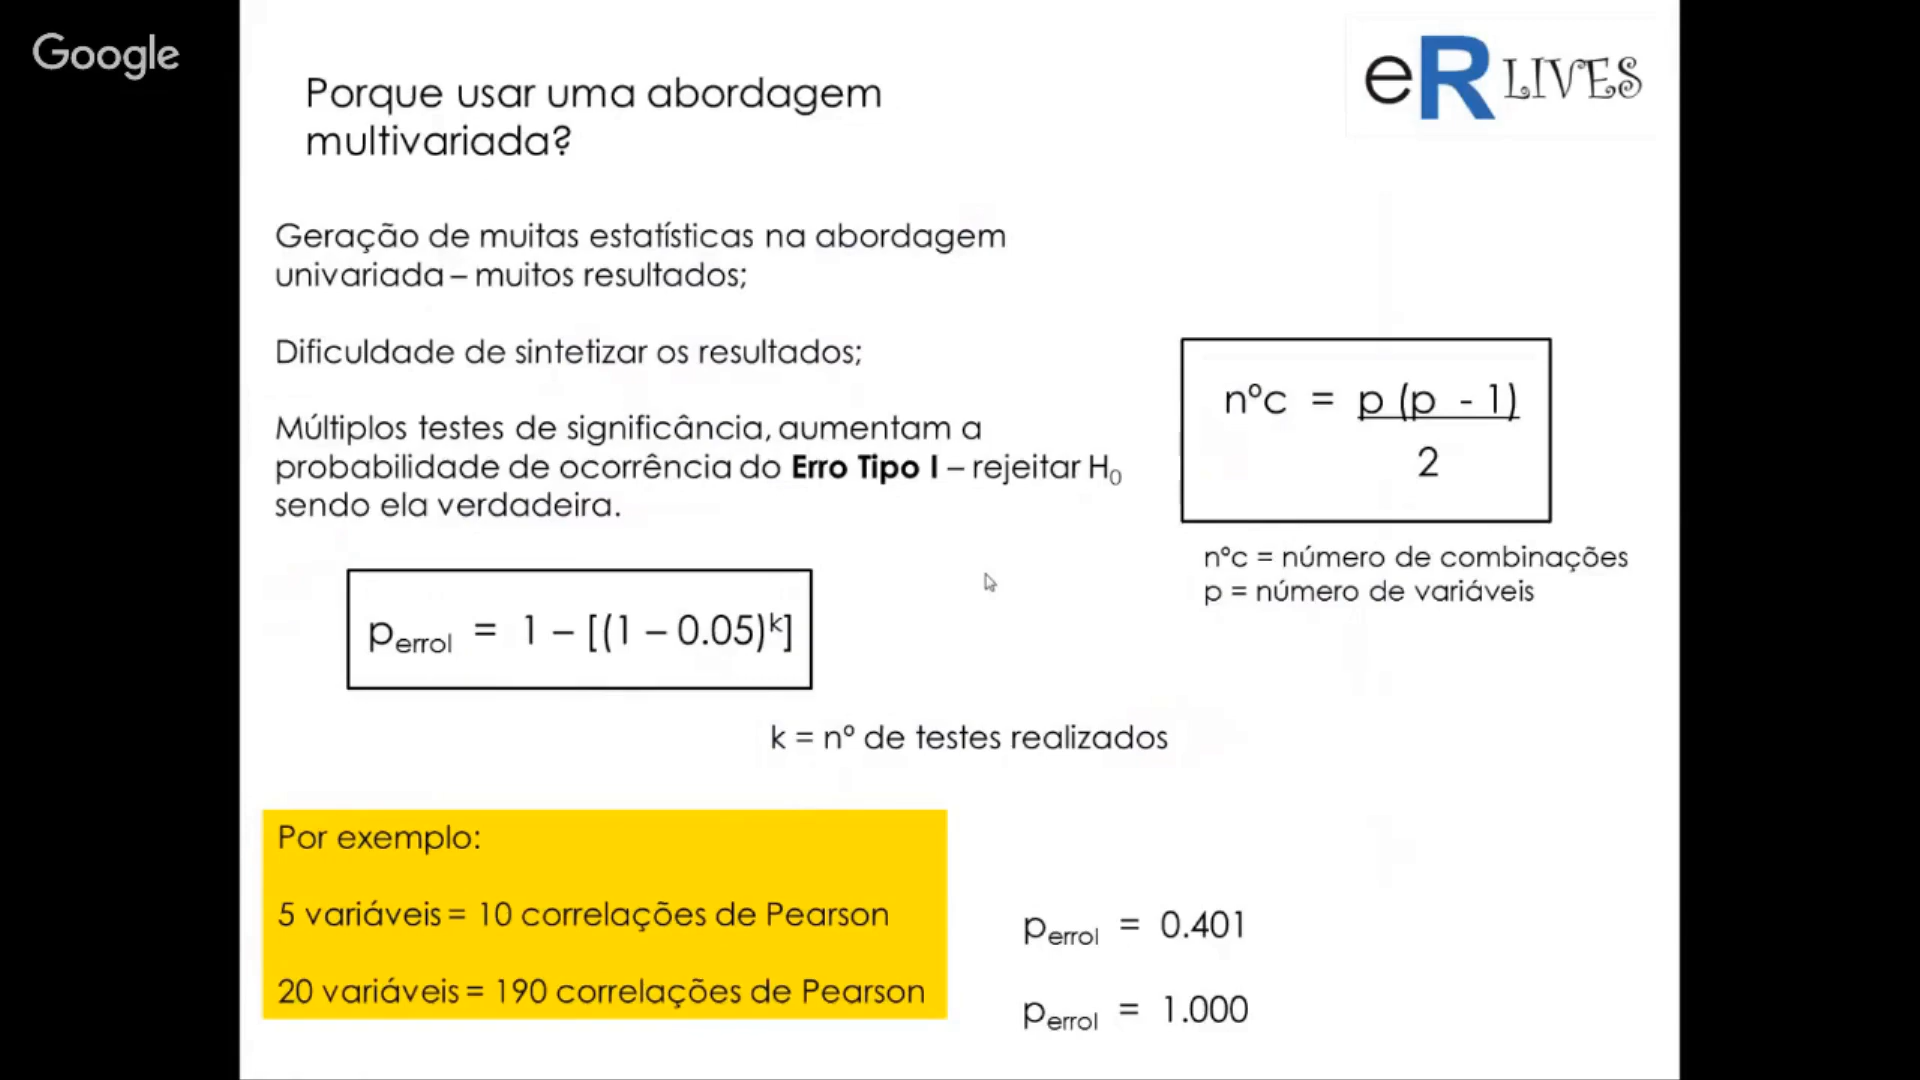 Google
eR LIVES
Porque usar uma abordagem
multivariada?
Geração de muitas estatísticas na abordagem
univariada – muitos resultados;
Dificuldade de sintetizar os resultados;
Múltiplos testes de significância, aumentam a
probabilidade de ocorrência do Erro Tipo I – rejeitar H₀
sendo ela verdadeira.
nºc = p (p - 1)
2
nºc = número de combinações
p = número de variáveis
perroI = 1 – [(1 – 0.05)ᵏ]
k = nº de testes realizados
Por exemplo:
5 variáveis = 10 correlações de Pearson
perroI = 0.401
20 variáveis = 190 correlações de Pearson
perroI = 1.000